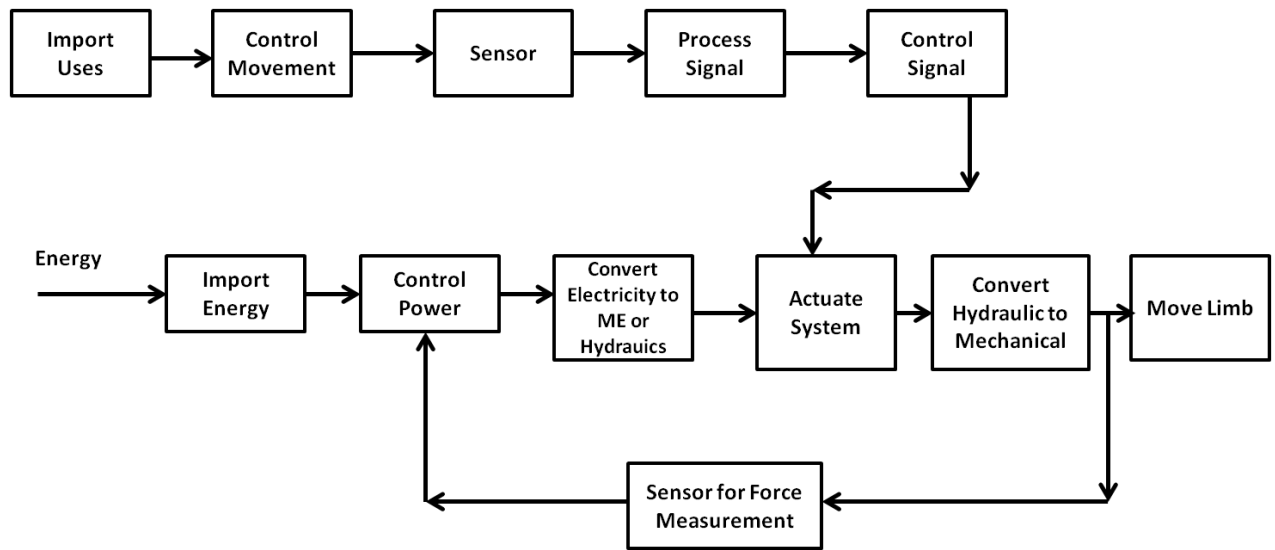 Import
Uses
Control
Movement
Sensor
Process
Signal
Control
Signal
Energy
Import
Energy
Control
Power
Convert
Electricity to
ME or
Hydrauics
Actuate
System
Convert
Hydraulic to
Mechanical
Move Limb
Sensor for Force
Measurement